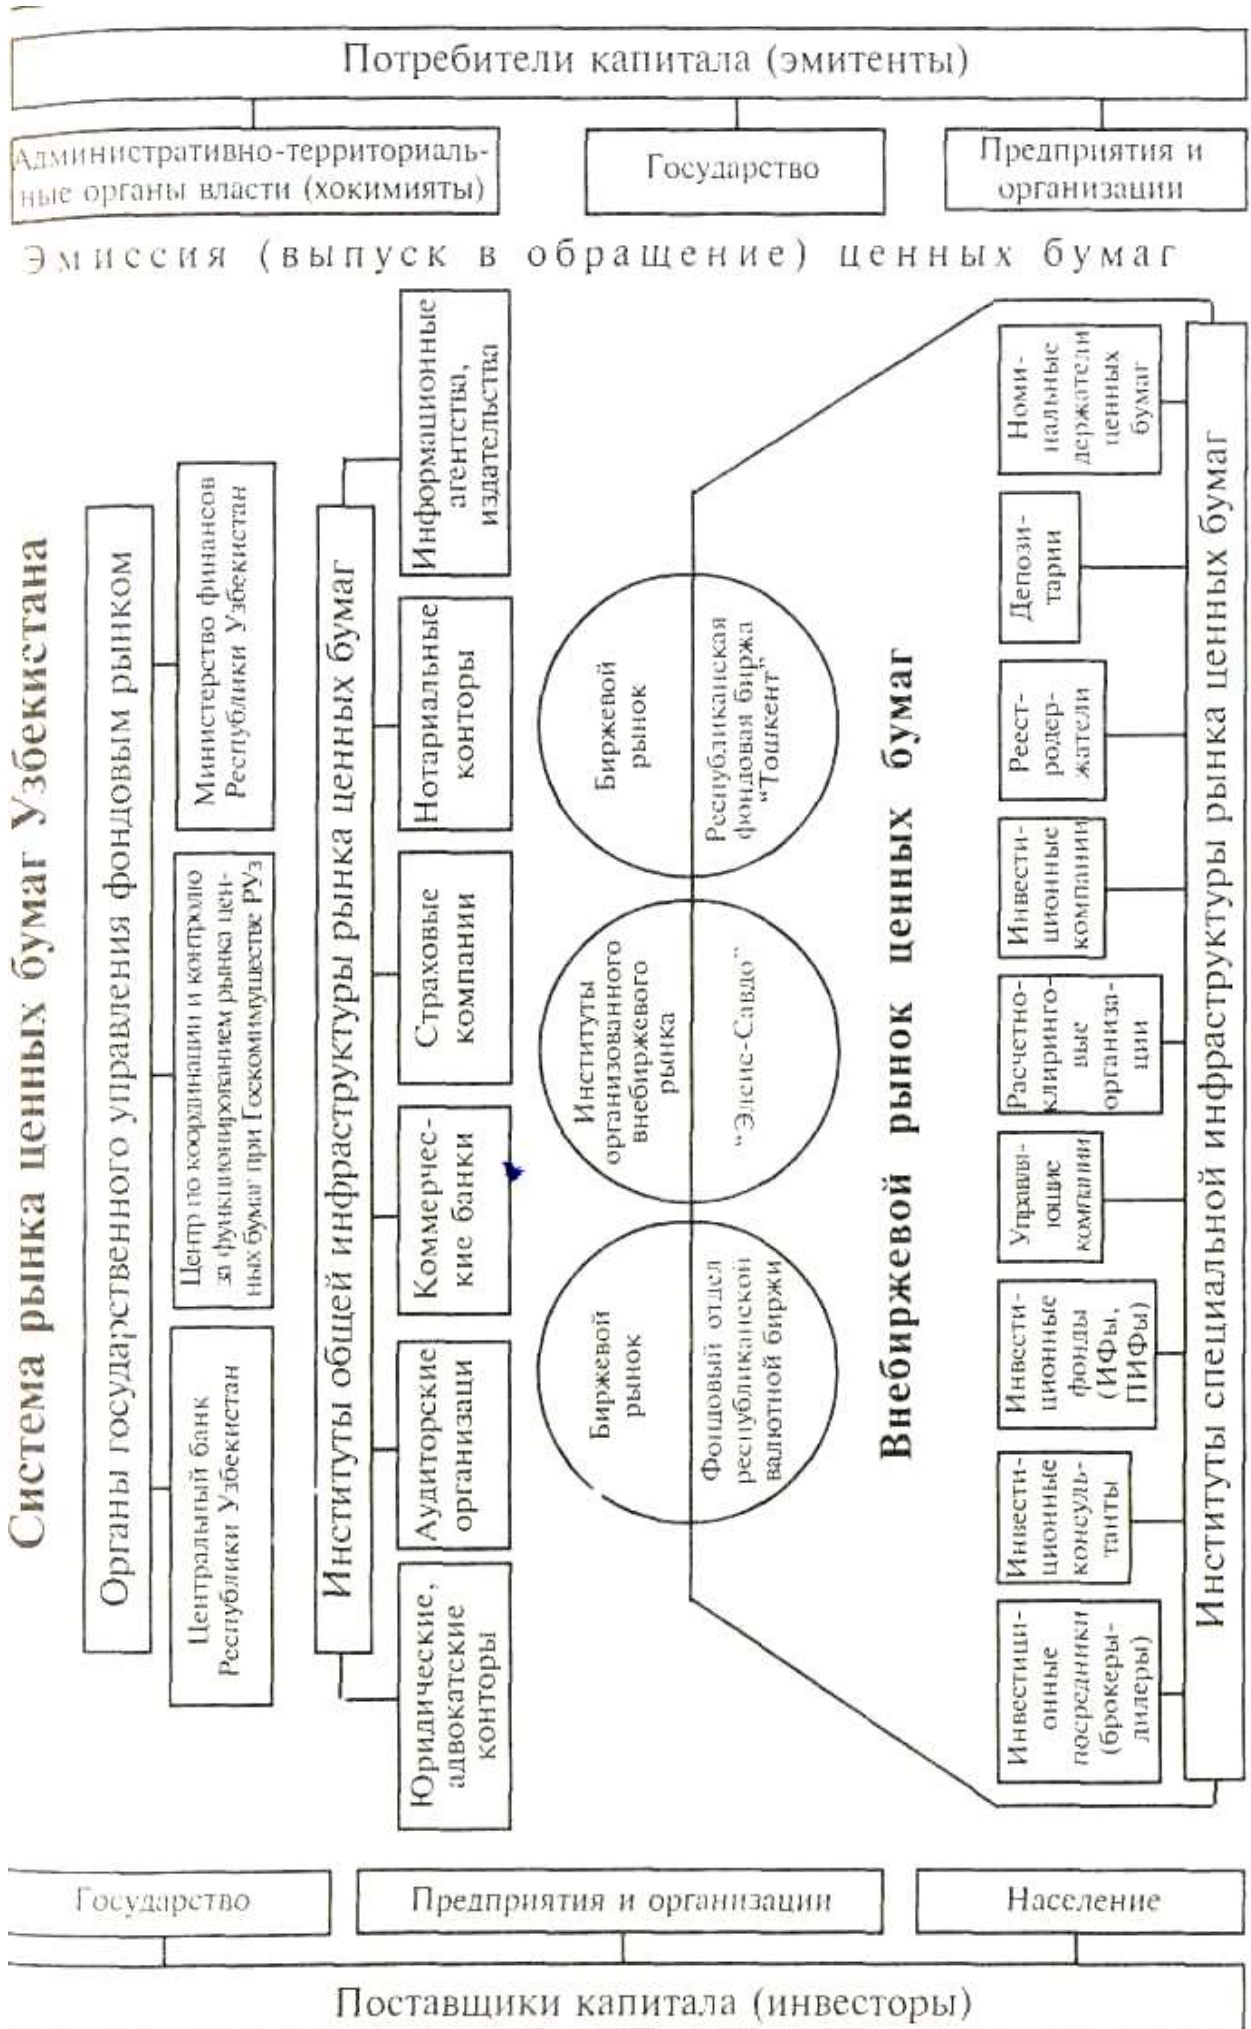 Система рынка ценных бумаг Узбекистана
Потребители капитала (эмитенты)
Административно-территориаль-
ные органы власти (хокимияты)
Государство
Предприятия и
организации
Эмиссия (выпуск в обращение) ценных бумаг
Органы государственного управления фондовым рынком
Центральный банк
Республики Узбекистан
Центр по координации и контролю
за функционированием рынка цен-
ных бумаг при Госкомимуществе РУз
Министерство финансов
Республики Узбекистан
Институты общей инфраструктуры рынка ценных бумаг
Юридические,
адвокатские
конторы
Аудиторские
организаци
Коммерчес-
кие банки
Страховые
компании
Нотариальные
конторы
Информационные
агентства,
издательства
Биржевой
рынок
Фондовый отдел
республиканской
валютной биржи
Институты
организованного
внебиржевого
рынка
“Элсис-Савдо”
Биржевой
рынок
Республиканская
фондовая биржа
“Тошкент”
Внебиржевой рынок ценных бумаг
Инвестици-
онные
посредники
(брокеры-
дилеры)
Инвести-
ционные
консуль-
танты
Инвести-
ционные
фонды
(ИФы,
ПИФы)
Управля-
ющие
компании
Расчетно-
клиринго-
вые
организа-
ции
Инвести-
ционные
компании
Реест-
родер-
жатели
Депози-
тарии
Номи-
нальные
держатели
ценных
бумаг
Институты специальной инфраструктуры рынка ценных бумаг
Государство
Предприятия и организации
Население
Поставщики капитала (инвесторы)